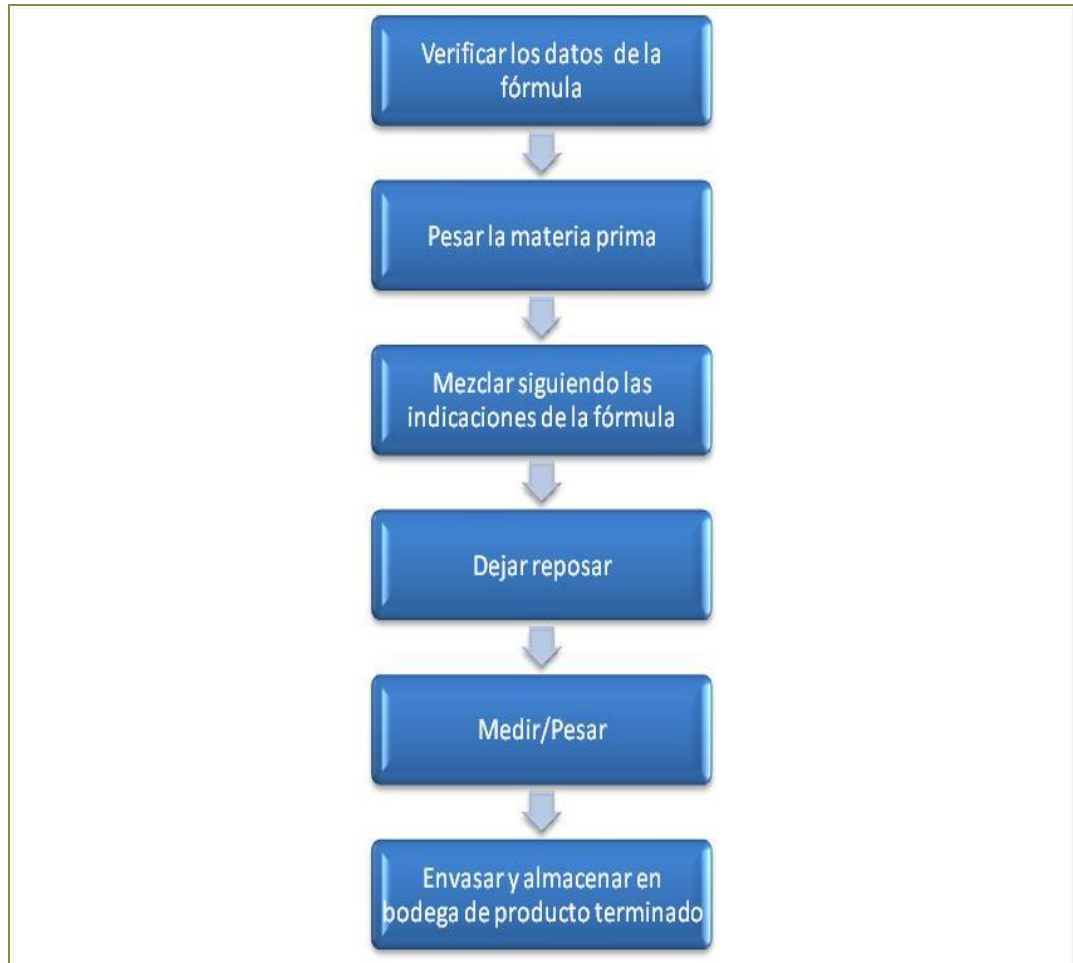 Verificar los datos de la
fórmula
Pesar la materia prima
Mezclar siguiendo las
indicaciones de la fórmula
Dejar reposar
Medir/Pesar
Envasar y almacenar en
bodega de producto terminado